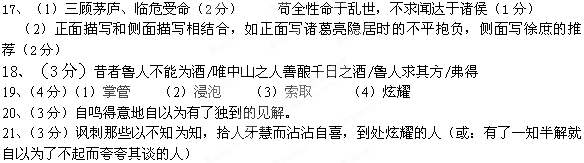 17、（1）三顾茅庐、临危受命（2分）　　苟全性命于乱世，不求闻达于诸侯（1分）
（2）正面描写和侧面描写相结合，如正面写诸葛亮隐居时的不平抱负，侧面写徐庶的推
荐（2分）
18、（3分）昔者鲁人不能为酒/唯中山之人善酿千日之酒/鲁人求其方/弗得
19、（4分）（1）掌管　（2）浸泡　（3）索取　（4）炫耀
20、（3分）自鸣得意地自以为有了独到的见解。
21、（3分）讽刺那些以不知为知，拾人牙慧而沾沾自喜，到处炫耀的人（或：有了一知半解就
自以为了不起而夸夸其谈的人）